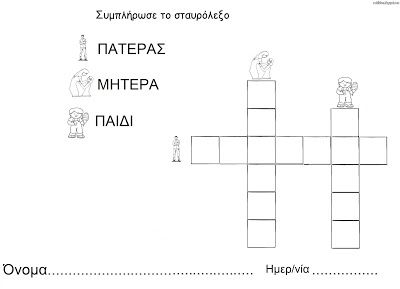 Συμπλήρωσε το σταυρόλεξο
ΠΑΤΕΡΑΣ
ΜΗΤΕΡΑ
ΠΑΙΔΙ
Όνομα.......................................... Ημερ/νία ...............